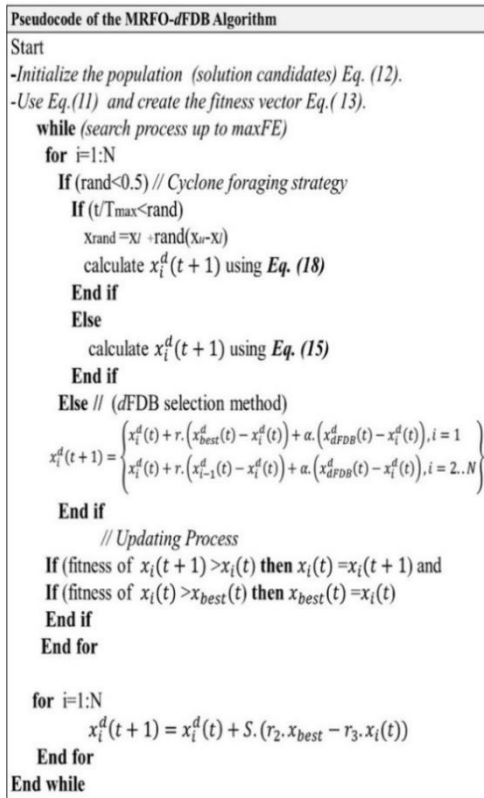 Pseudocode of the MRFO-dFDB Algorithm
Start
-Initialize the population (solution candidates) Eq. (12).
-Use Eq.(11) and create the fitness vector Eq.( 13).
while (search process up to maxFE)
for i=1:N
If (rand<0.5) // Cyclone foraging strategy
If (t/Tmax<rand)
xrand =xl +rand(xu-xl)
calculate x_i^d(t + 1) using Eq. (18)
End if
Else
calculate x_i^d(t + 1) using Eq. (15)
End if
Else // (dFDB selection method)
x_i^d(t + 1) = { x_i^d(t) + r.(x_best^d(t) − x_i^d(t)) + α.(x_dFDB^d(t) − x_i^d(t)), i = 1
x_i^d(t) + r.(x_{i−1}^d(t) − x_i^d(t)) + α.(x_dFDB^d(t) − x_i^d(t)), i = 2..N }
End if
// Updating Process
If (fitness of x_i(t + 1) >x_i(t) then x_i(t) =x_i(t + 1) and
If (fitness of x_i(t) >x_best(t) then x_best(t) =x_i(t)
End if
End for
for i=1:N
x_i^d(t + 1) = x_i^d(t) + S. (r_2. x_best − r_3. x_i(t))
End for
End while